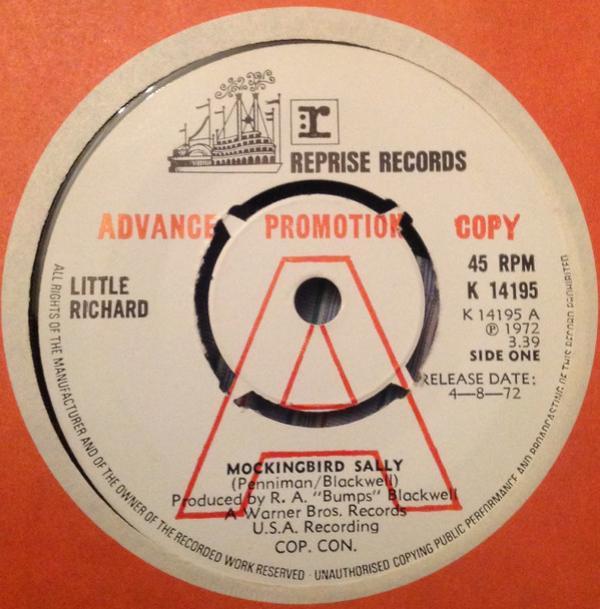 r
REPRISE RECORDS
ADVANCE PROMOTION COPY
LITTLE
RICHARD
45 RPM
K 14195
K 14195 A
Ⓟ 1972
3.39
SIDE ONE
RELEASE DATE:
4—8—72
A
MOCKINGBIRD SALLY
(Penniman/Blackwell)
Produced by R. A. "Bumps" Blackwell
A Warner Bros. Records
U.S.A. Recording
COP. CON.
ALL RIGHTS OF THE MANUFACTURER AND OF THE OWNER OF THE RECORDED WORK RESERVED · UNAUTHORISED COPYING PUBLIC PERFORMANCE AND BROADCASTING OF THIS RECORD PROHIBITED